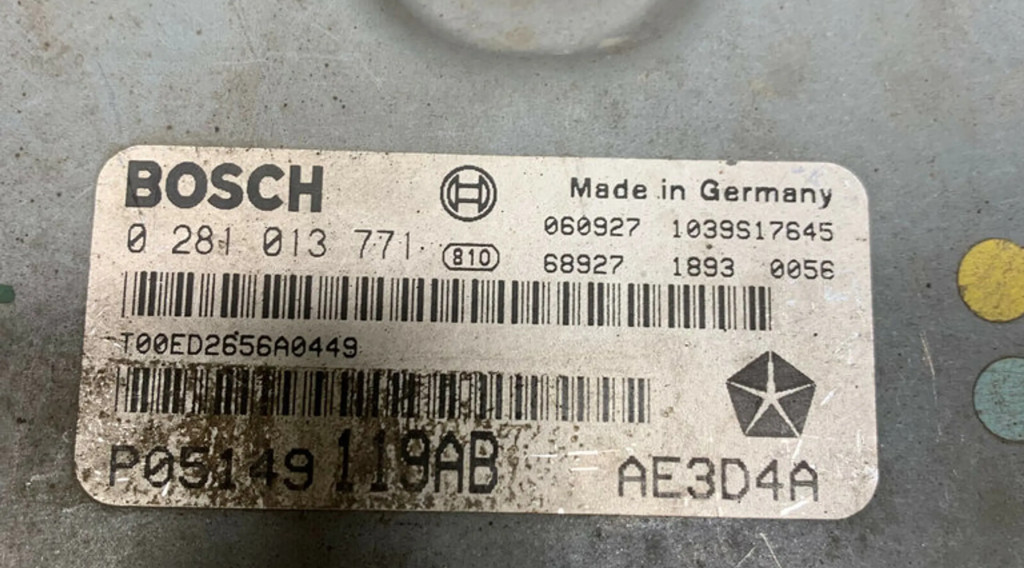 BOSCH
Made in Germany
0 281 013 771
810
060927 1039S17645
68927 1893 0056
T00ED2656A0449
P05149119AB
AE3D4A